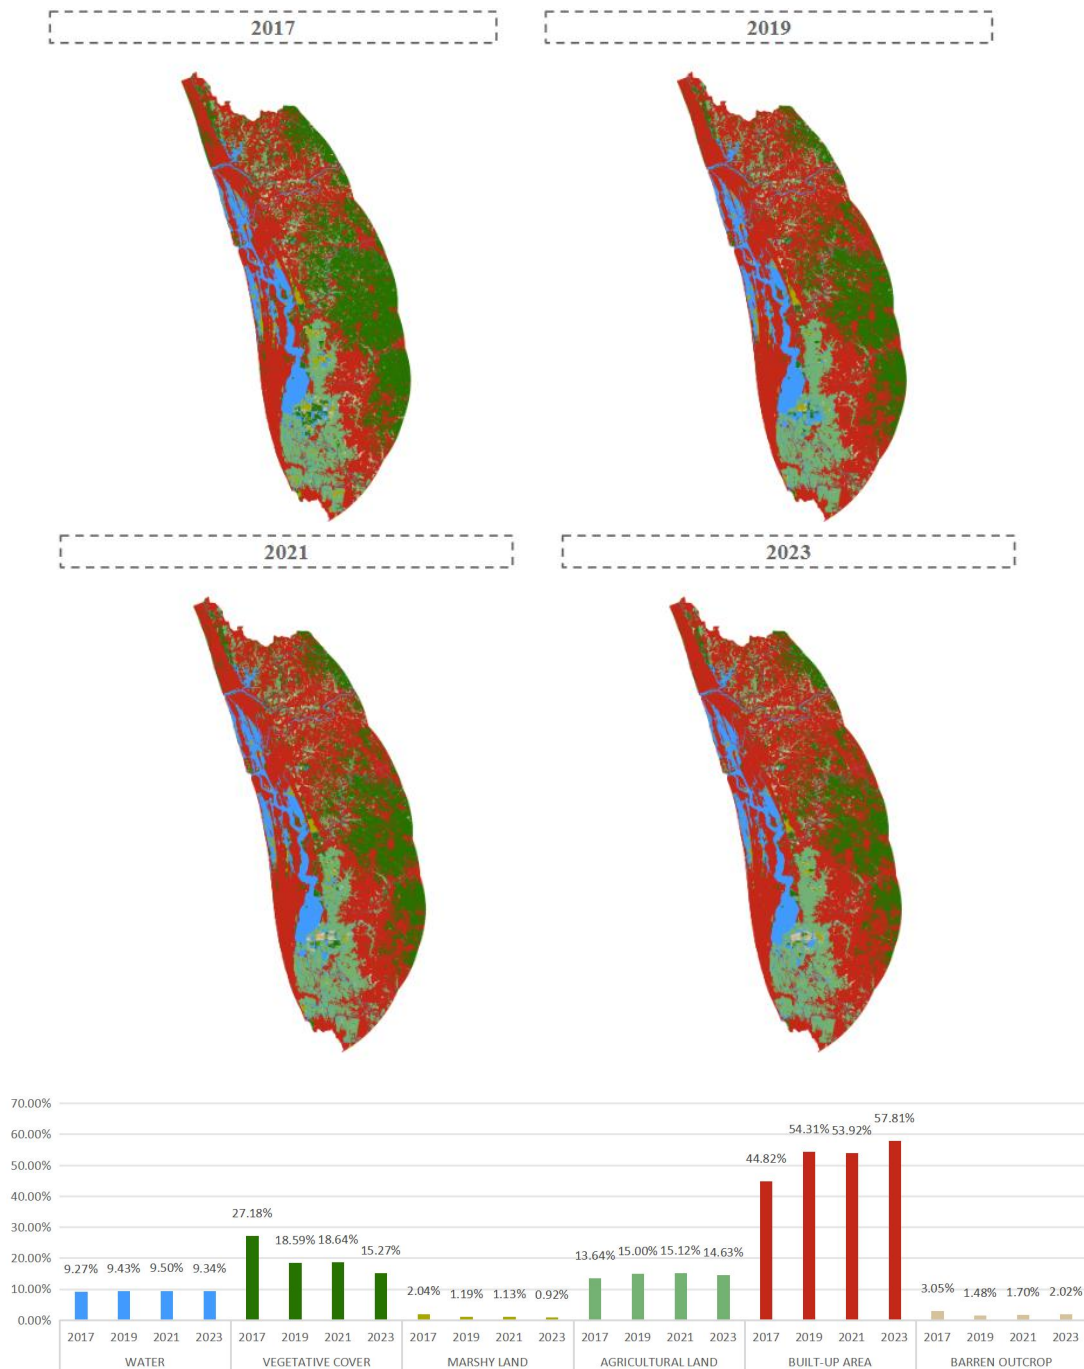 2017 2019
2021 2023
70.00%
60.00%
50.00%
40.00%
30.00%
20.00%
10.00%
0.00%
9.27% 9.43% 9.50% 9.34%
27.18% 18.59% 18.64% 15.27%
2.04% 1.19% 1.13% 0.92%
13.64% 15.00% 15.12% 14.63%
44.82% 54.31% 53.92% 57.81%
3.05% 1.48% 1.70% 2.02%
2017 2019 2021 2023 2017 2019 2021 2023 2017 2019 2021 2023 2017 2019 2021 2023 2017 2019 2021 2023 2017 2019 2021 2023
WATER VEGETATIVE COVER MARSHY LAND AGRICULTURAL LAND BUILT-UP AREA BARREN OUTCROP